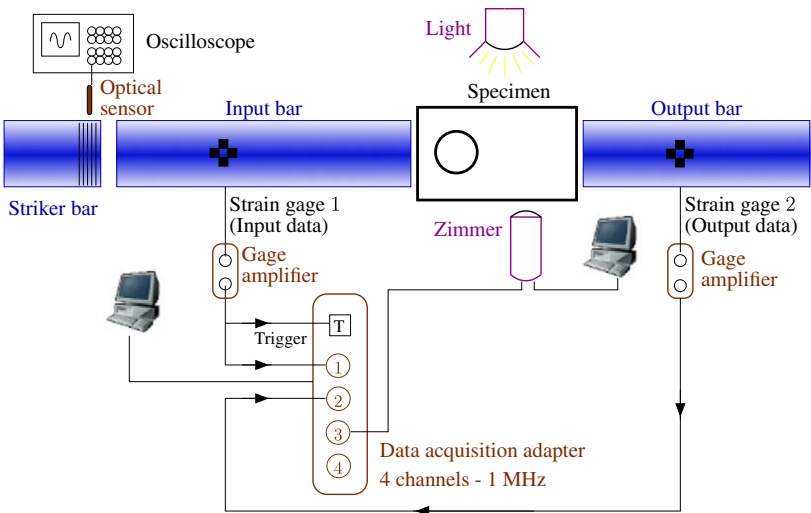 Light
Oscilloscope
Optical
sensor
Specimen
Input bar
Output bar
Striker bar
Strain gage 1
(Input data)
Zimmer
Strain gage 2
(Output data)
Gage
amplifier
Gage
amplifier
T
Trigger
1
2
3
4
Data acquisition adapter
4 channels - 1 MHz